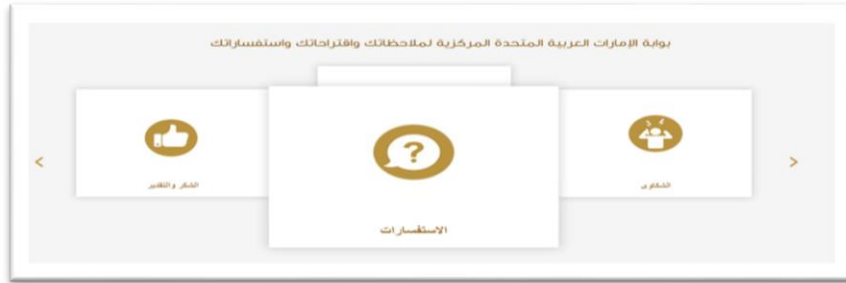 بوابة الإمارات العربية المتحدة المركزية لملاحظاتك واقتراحاتك واستفساراتك
الشكاوى
الاستفسارات
الشكر والتقدير